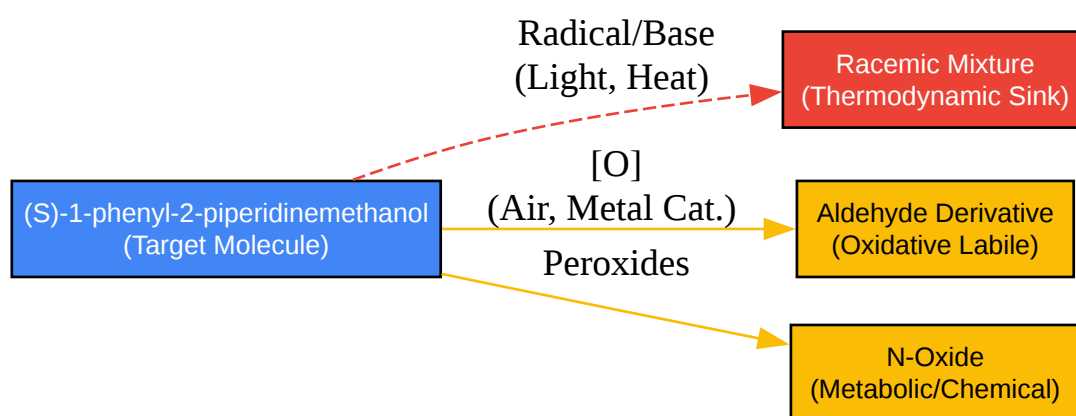 Radical/Base
(Light, Heat)
Racemic Mixture
(Thermodynamic Sink)
[O]
(Air, Metal Cat.)
(S)-1-phenyl-2-piperidinemethanol
(Target Molecule)
Aldehyde Derivative
(Oxidative Labile)
Peroxides
N-Oxide
(Metabolic/Chemical)